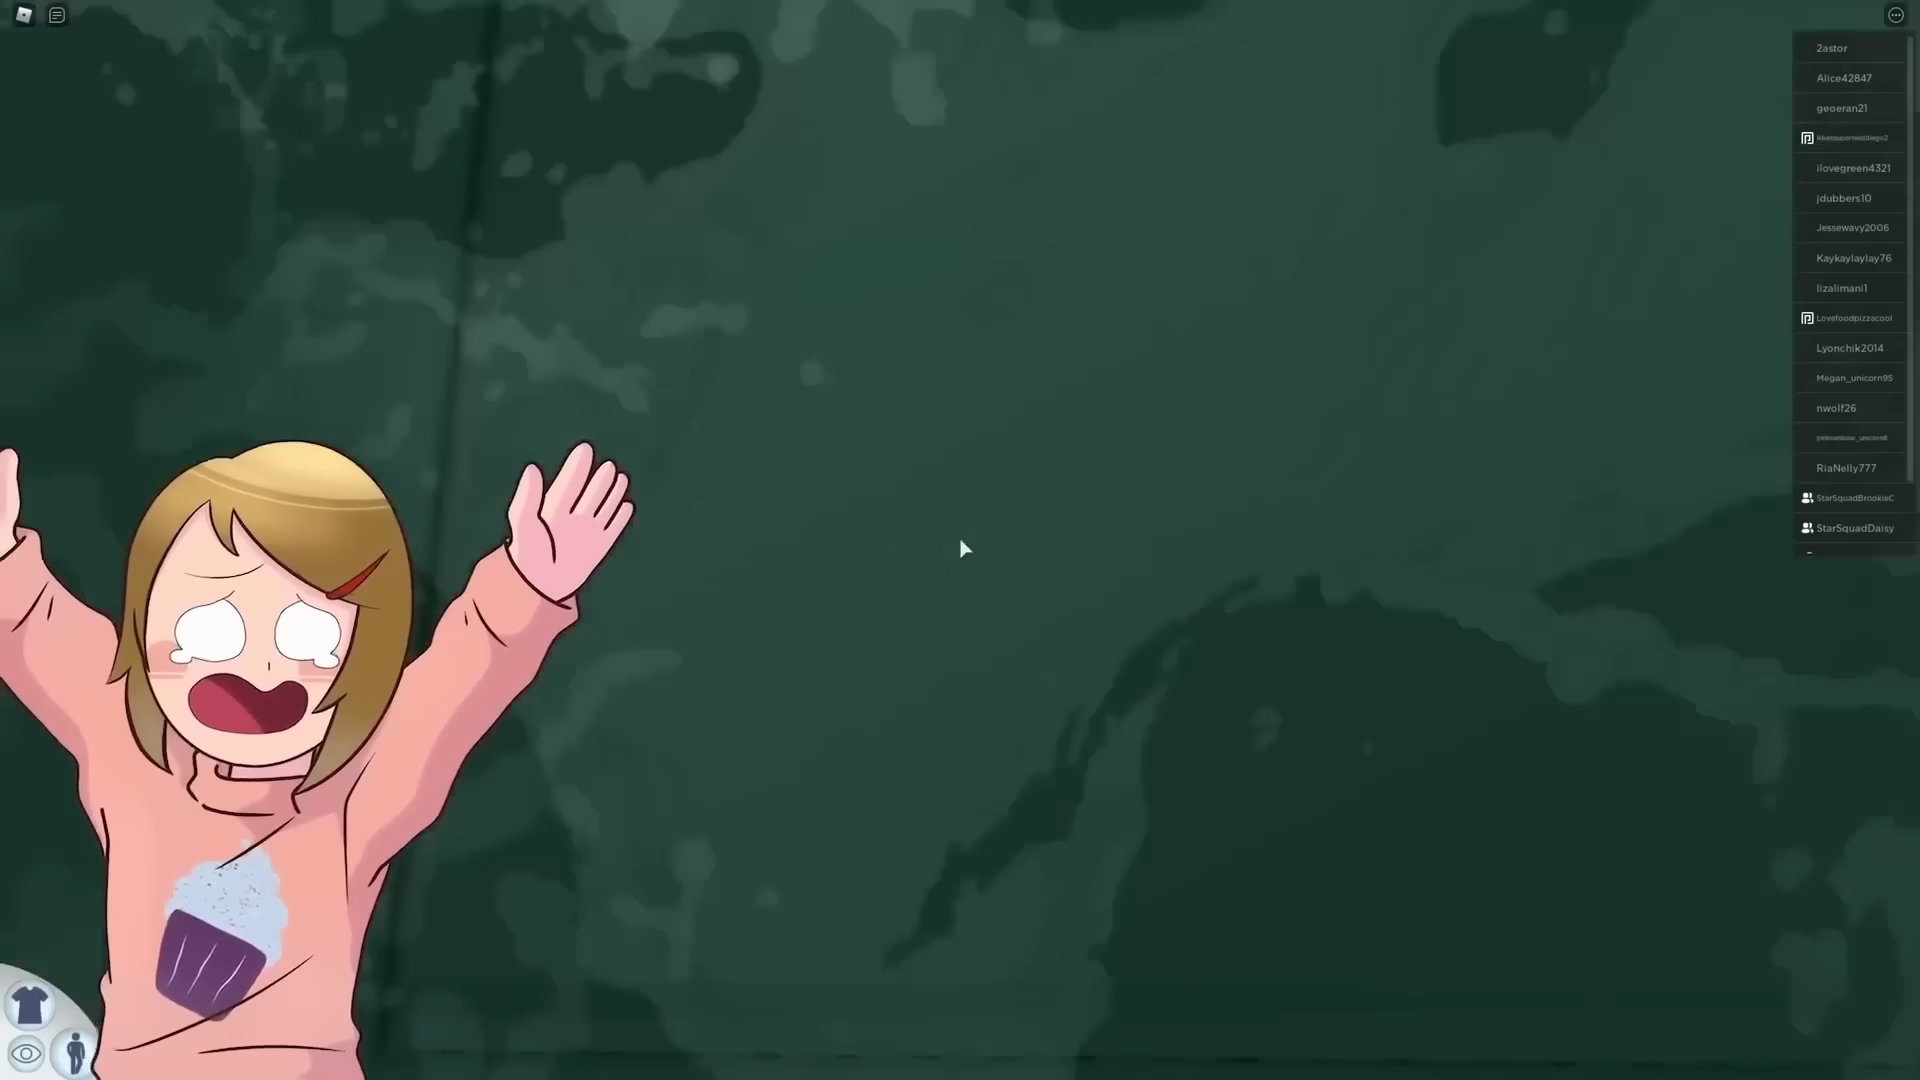 2astor
Alice42847
geoeran21
ilovegreen4321
jdubbers10
Jessewavy2006
Kaykaylaylay76
lizalimani1
Lovefoodpizzacool
Lyonchik2014
Megan_unicorn95
nwolf26
RiaNelly777
StarSquadBrookieC
StarSquadDaisy